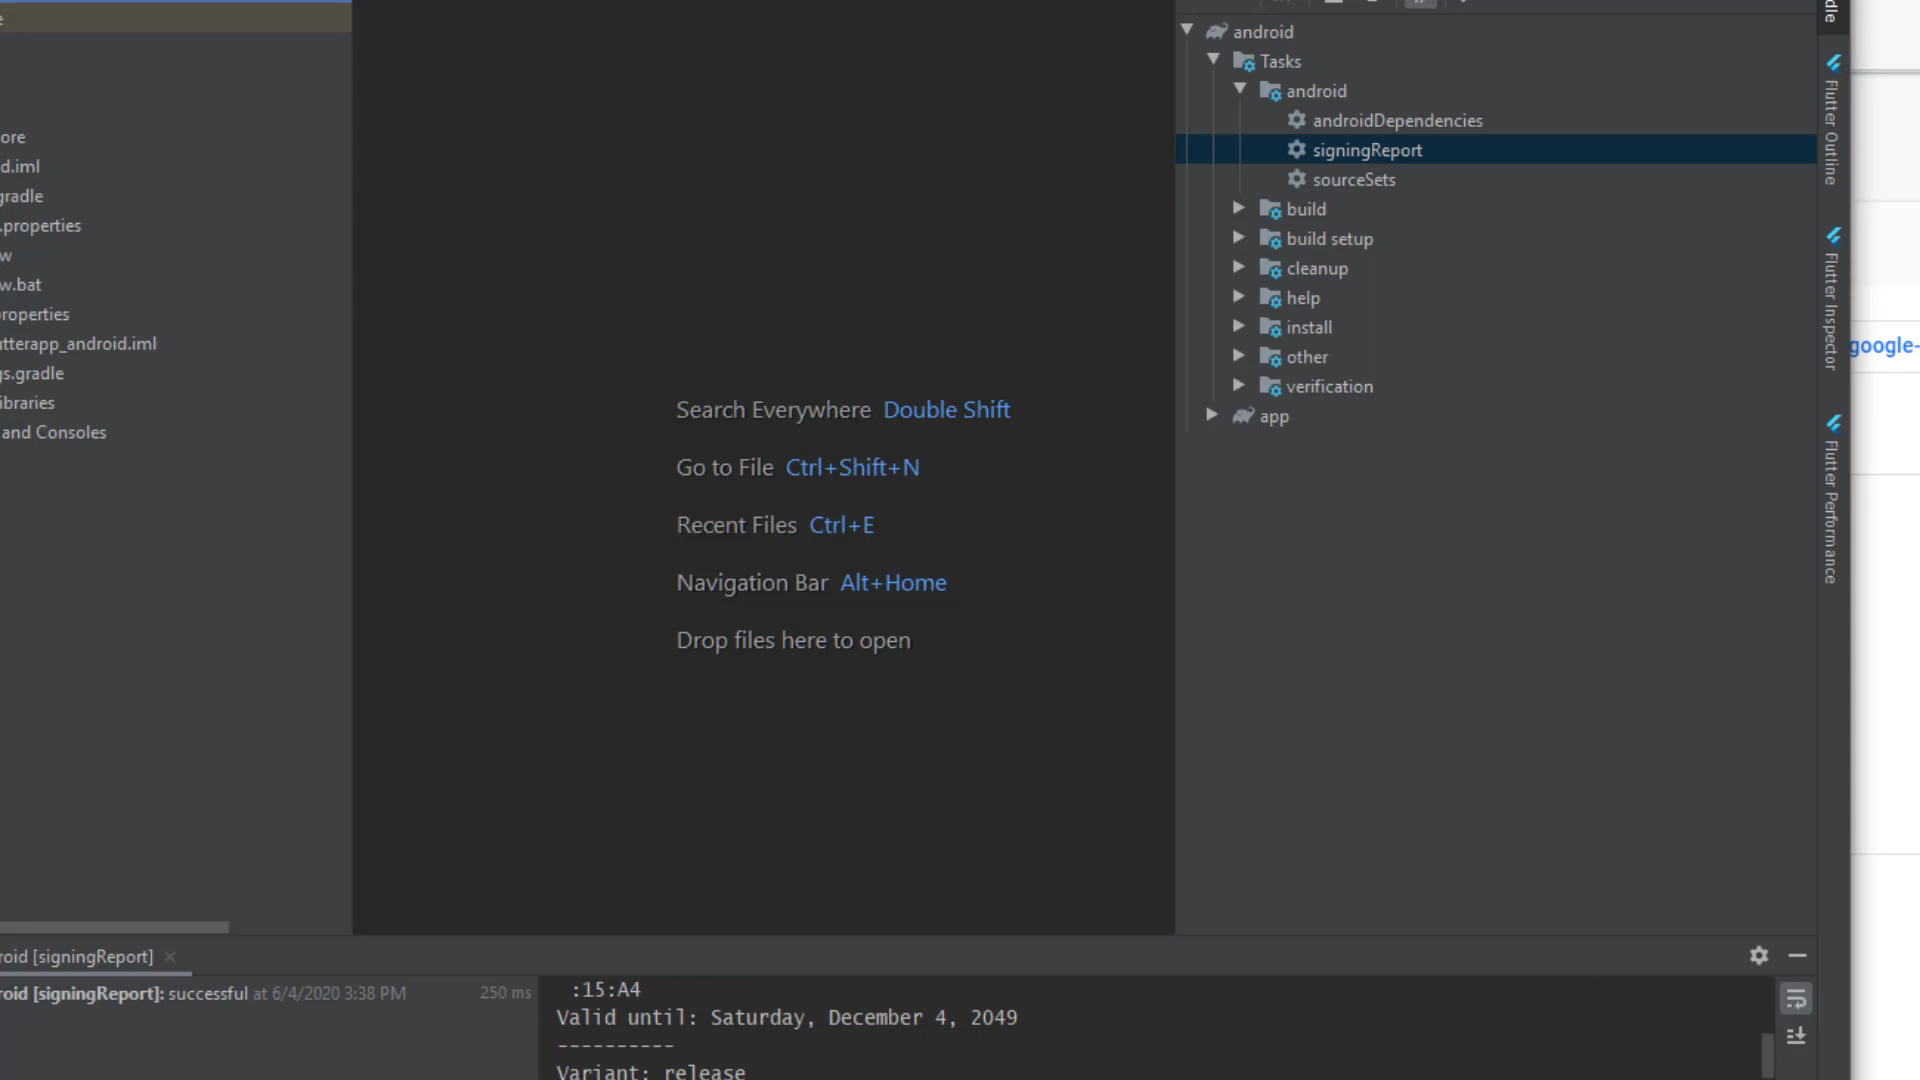 e
ore
d.iml
gradle
.properties
w
w.bat
roperties
utterapp_android.iml
gs.gradle
ibraries
and Consoles
Search Everywhere Double Shift
Go to File Ctrl+Shift+N
Recent Files Ctrl+E
Navigation Bar Alt+Home
Drop files here to open
android
Tasks
android
androidDependencies
signingReport
sourceSets
build
build setup
cleanup
help
install
other
verification
app
dle
Flutter Outline
Flutter Inspector
Flutter Performance
google-
roid [signingReport]
roid [signingReport]: successful at 6/4/2020 3:38 PM 250 ms
:15:A4
Valid until: Saturday, December 4, 2049
----------
Variant: release